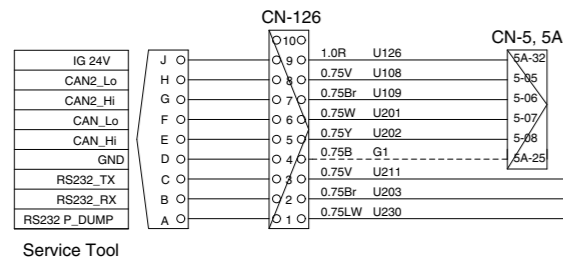 CN-126
CN-5, 5A
10
IG 24V J 9 1.0R U126 5A-32
CAN2_Lo H 8 0.75V U108 5-05
CAN2_Hi G 7 0.75Br U109 5-06
CAN_Lo F 6 0.75W U201 5-07
CAN_Hi E 5 0.75Y U202 5-08
GND D 4 0.75B G1 5A-25
RS232_TX C 3 0.75V U211
RS232_RX B 2 0.75Br U203
RS232 P_DUMP A 1 0.75LW U230
Service Tool